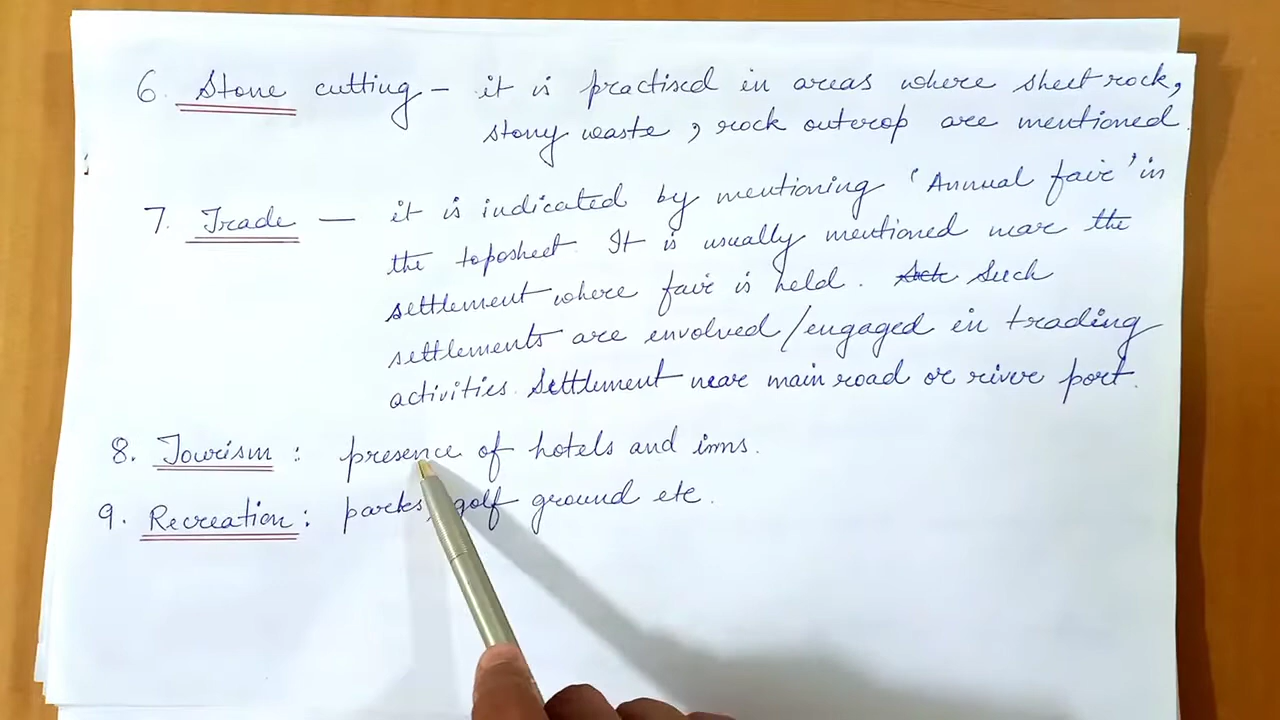 6. Stone cutting - it is practised in areas where sheet rock,
stony waste, rock outcrop are mentioned.
7. Trade — it is indicated by mentioning 'Annual fair' in
the toposheet. It is usually mentioned near the
settlement where fair is held. Such
settlements are envolved/engaged in trading
activities. Settlement near main road or river port.
8. Tourism : presence of hotels and inns.
9. Recreation : parks, golf ground etc.